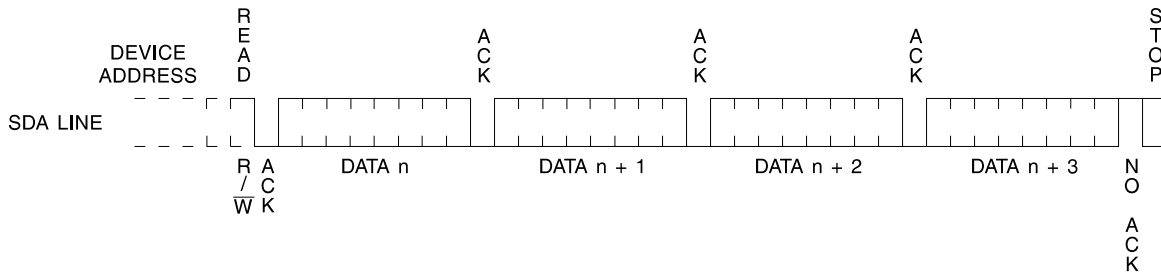 READ
ACK
ACK
ACK
STOP
DEVICE
ADDRESS
SDA LINE
R/W
ACK
DATA n
DATA n + 1
DATA n + 2
DATA n + 3
NO ACK